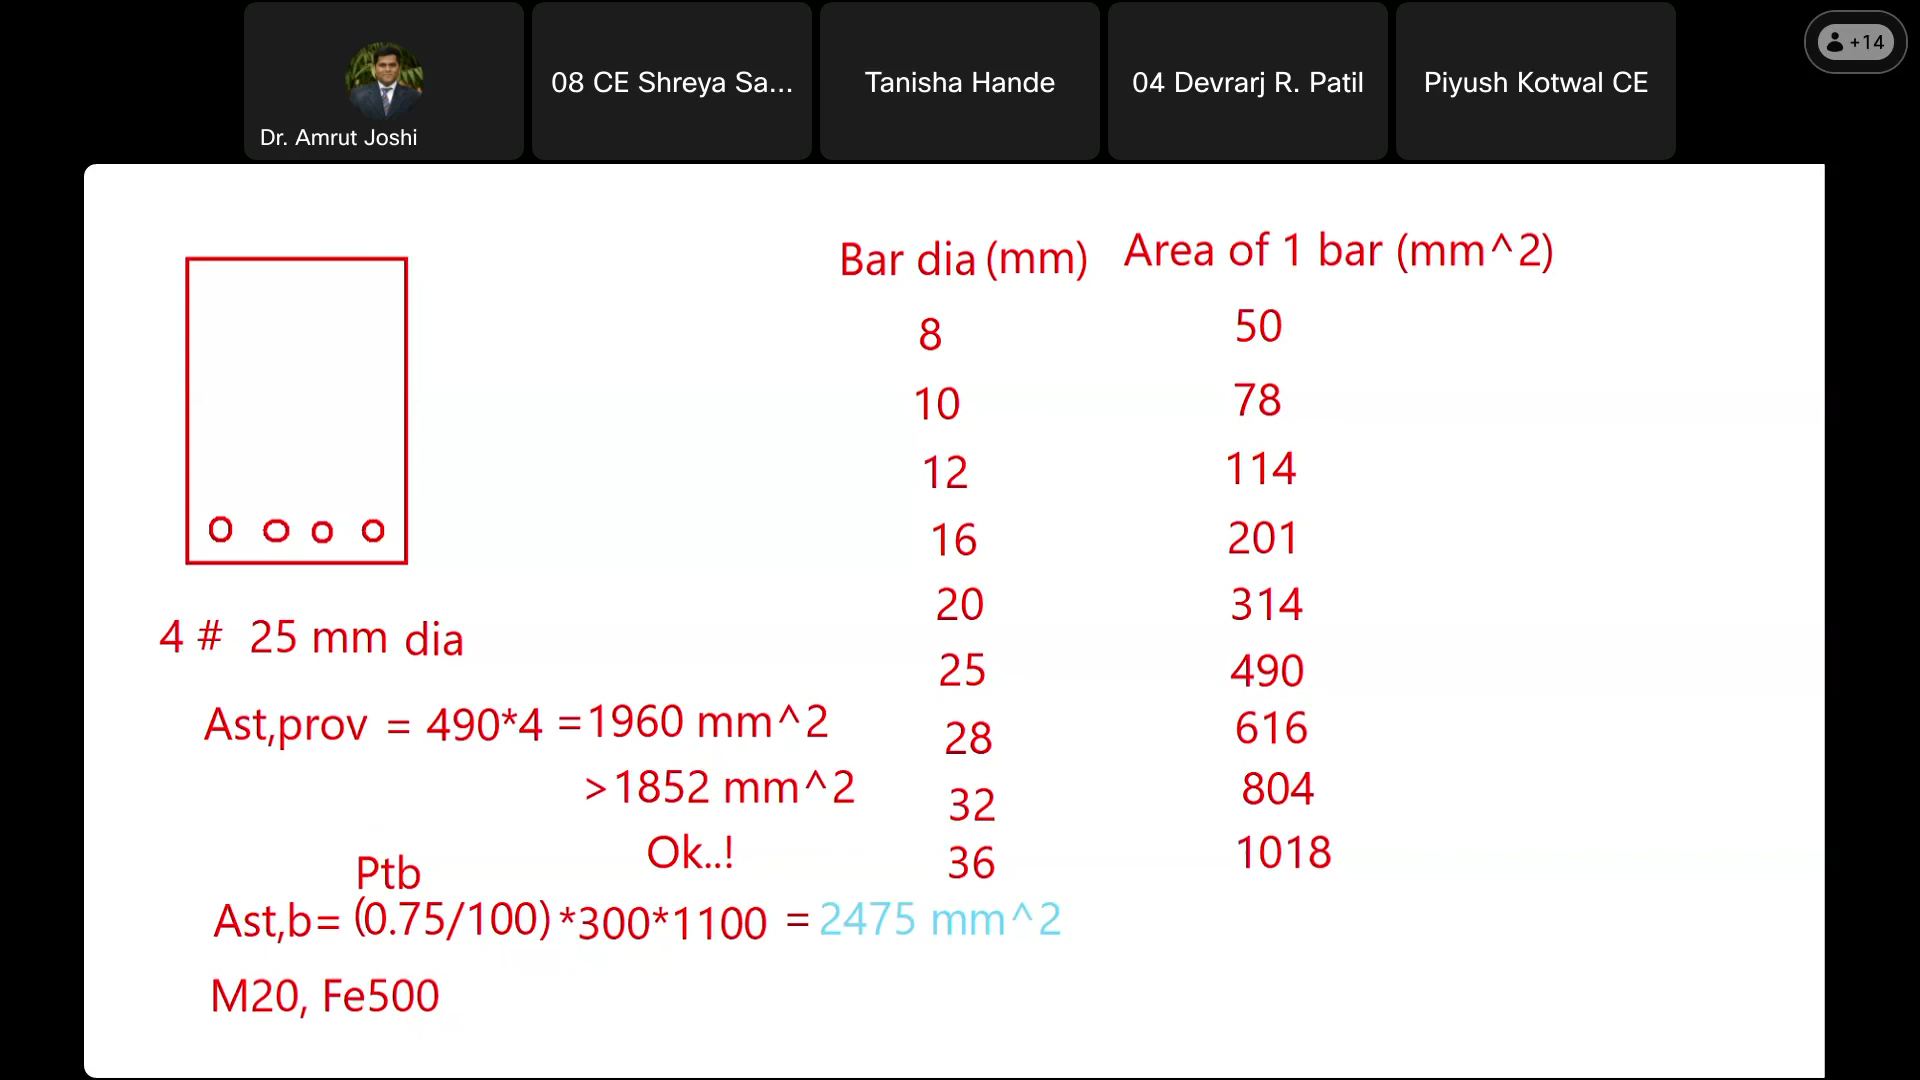 08 CE Shreya Sa...
Tanisha Hande
04 Devrarj R. Patil
Piyush Kotwal CE
+14
Dr. Amrut Joshi
Bar dia (mm) Area of 1 bar (mm^2)
8 50
10 78
12 114
16 201
20 314
25 490
28 616
32 804
36 1018
4 # 25 mm dia
Ast,prov = 490*4 =1960 mm^2
>1852 mm^2
Ok..!
Ptb
Ast,b= (0.75/100) *300*1100 = 2475 mm^2
M20, Fe500